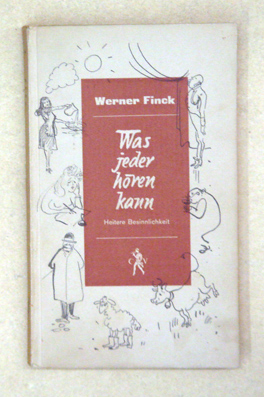 Werner Finck
Was
jeder
hören
kann
Heitere Besinnlichkeit